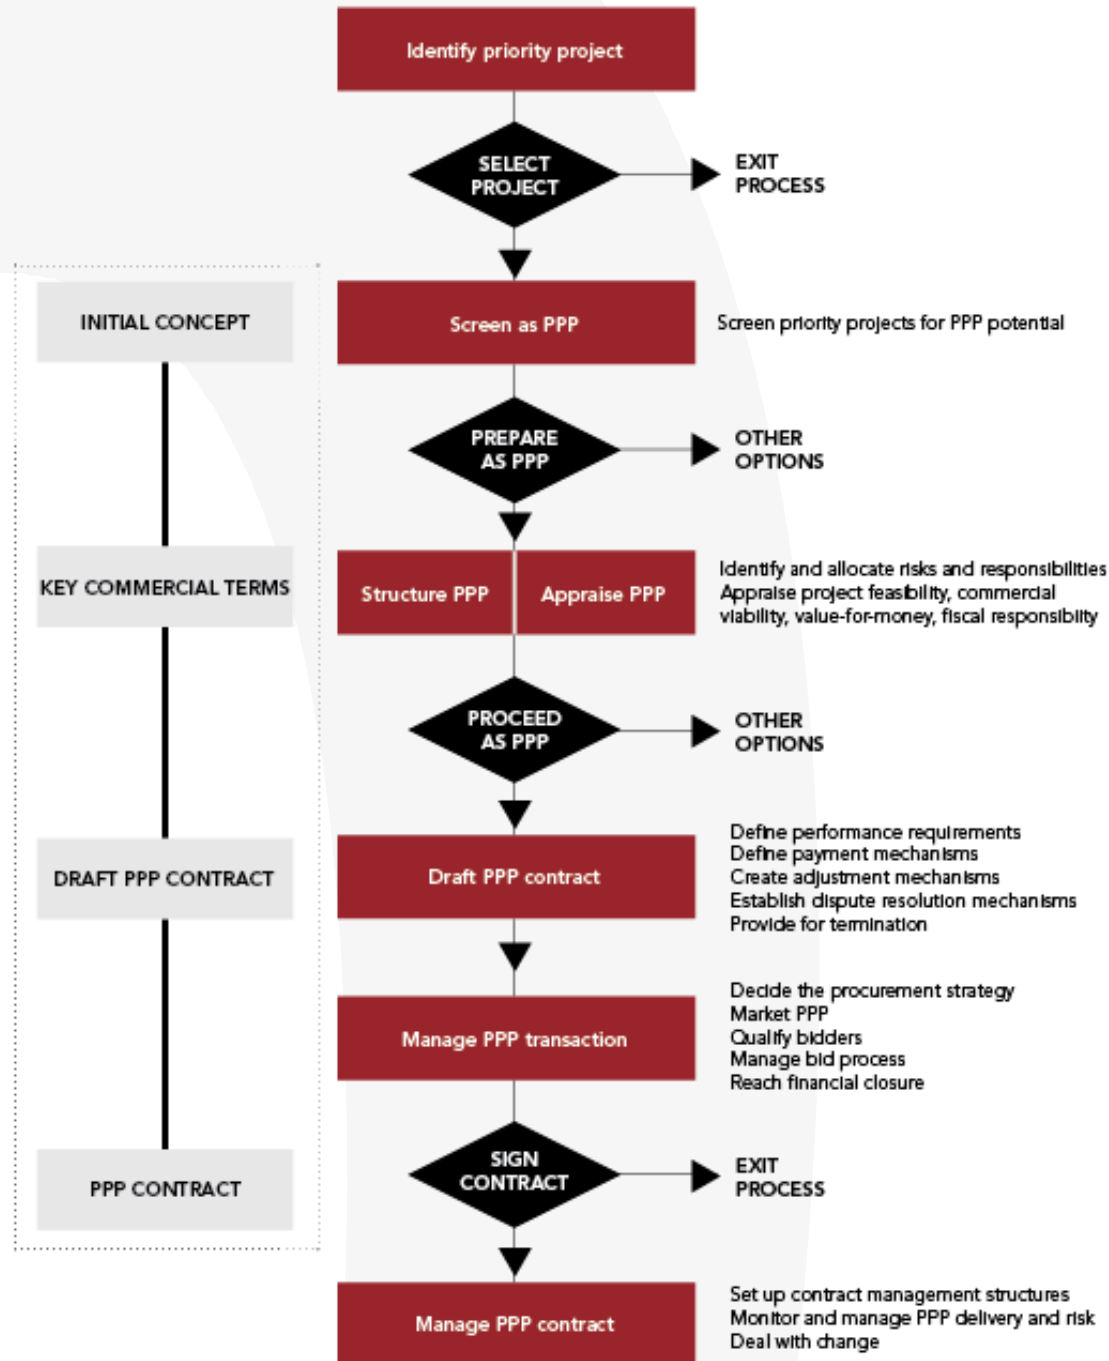 Identify priority project
SELECT
PROJECT
EXIT
PROCESS
INITIAL CONCEPT
Screen as PPP
Screen priority projects for PPP potential
PREPARE
AS PPP
OTHER
OPTIONS
KEY COMMERCIAL TERMS
Structure PPP
Appraise PPP
Identify and allocate risks and responsibilities
Appraise project feasibility, commercial
viability, value-for-money, fiscal responsibilty
PROCEED
AS PPP
OTHER
OPTIONS
DRAFT PPP CONTRACT
Draft PPP contract
Define performance requirements
Define payment mechanisms
Create adjustment mechanisms
Establish dispute resolution mechanisms
Provide for termination
Manage PPP transaction
Decide the procurement strategy
Market PPP
Qualify bidders
Manage bid process
Reach financial closure
SIGN
CONTRACT
EXIT
PROCESS
PPP CONTRACT
Manage PPP contract
Set up contract management structures
Monitor and manage PPP delivery and risk
Deal with change